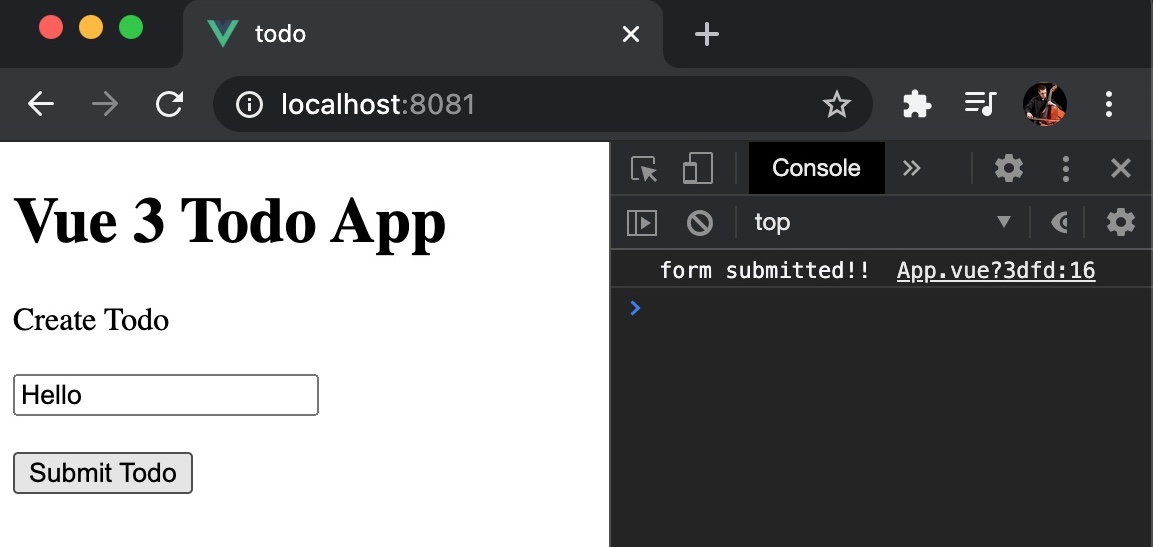 todo
localhost:8081
Vue 3 Todo App
Create Todo
Hello
Submit Todo
Console
top
form submitted!! App.vue?3dfd:16